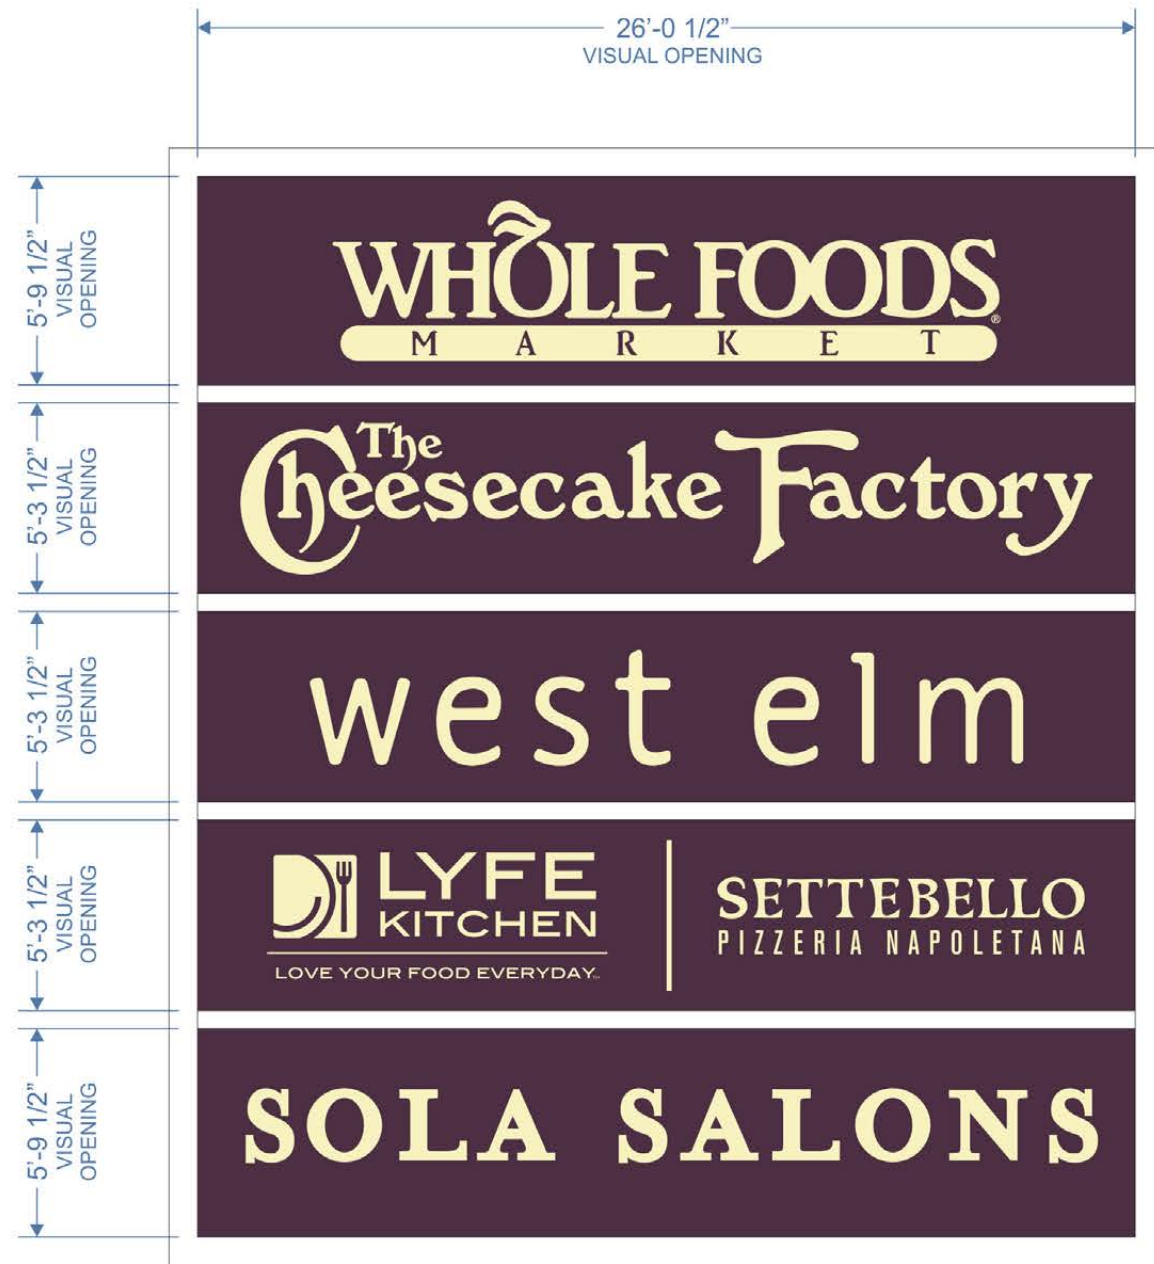 26’-0 1/2”
VISUAL OPENING
5’-9 1/2”
VISUAL
OPENING
WHOLE FOODS®
MARKET
5’-3 1/2”
VISUAL
OPENING
The
Cheesecake Factory
5’-3 1/2”
VISUAL
OPENING
west elm
5’-3 1/2”
VISUAL
OPENING
LYFE
KITCHEN
LOVE YOUR FOOD EVERYDAY™
SETTEBELLO
PIZZERIA NAPOLETANA
5’-9 1/2”
VISUAL
OPENING
SOLA SALONS